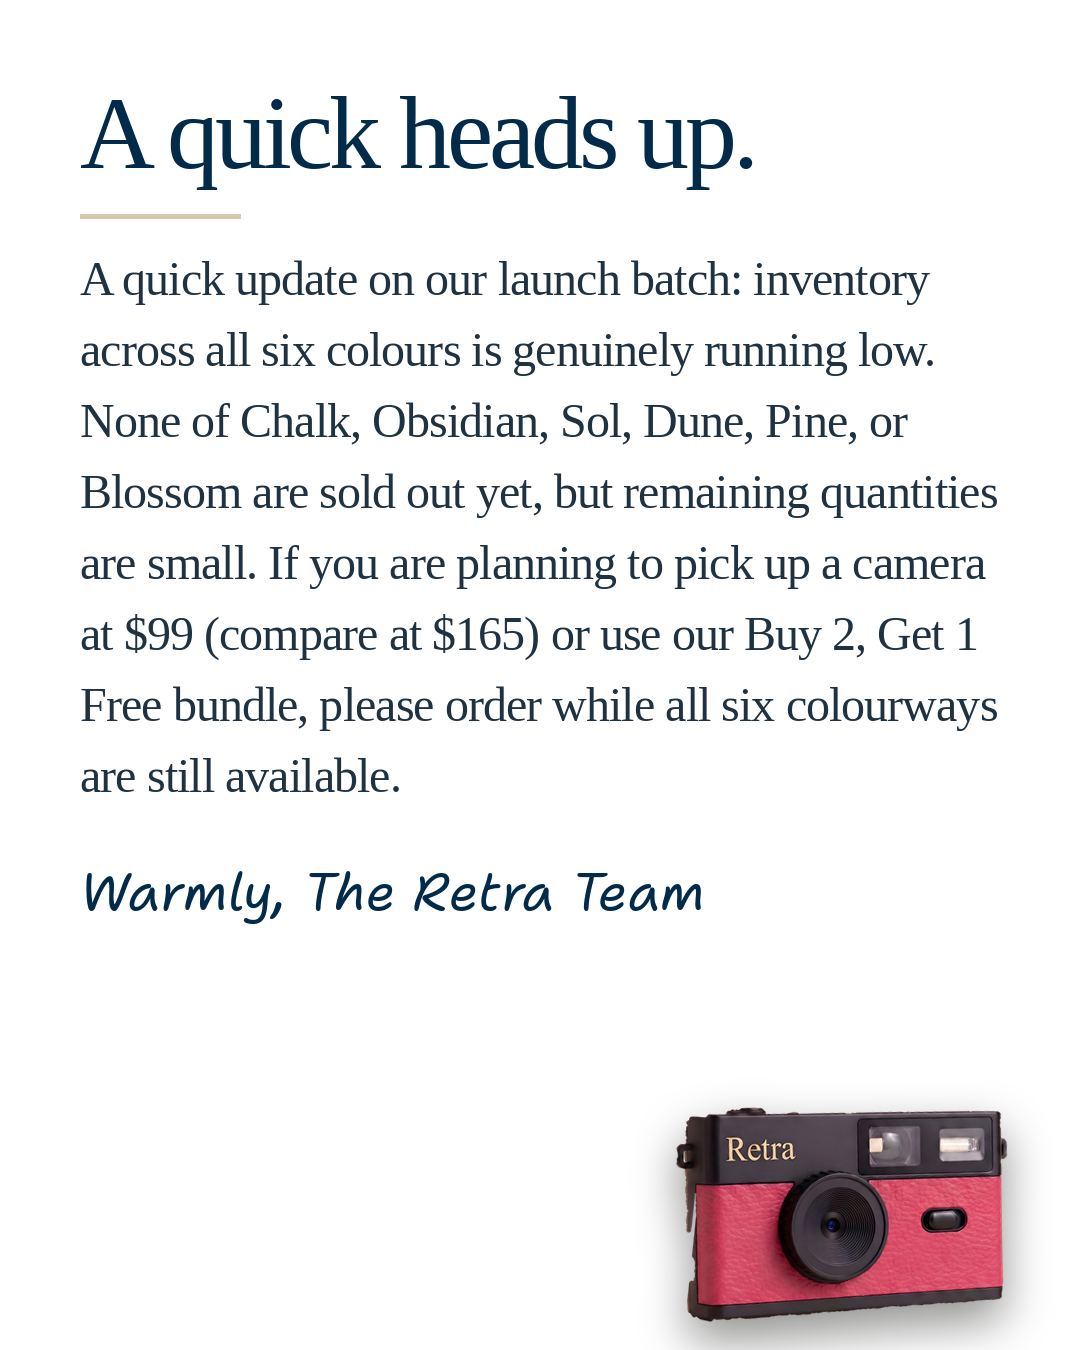 A quick heads up.
A quick update on our launch batch: inventory
across all six colours is genuinely running low.
None of Chalk, Obsidian, Sol, Dune, Pine, or
Blossom are sold out yet, but remaining quantities
are small. If you are planning to pick up a camera
at $99 (compare at $165) or use our Buy 2, Get 1
Free bundle, please order while all six colourways
are still available.
Warmly, The Retra Team
Retra